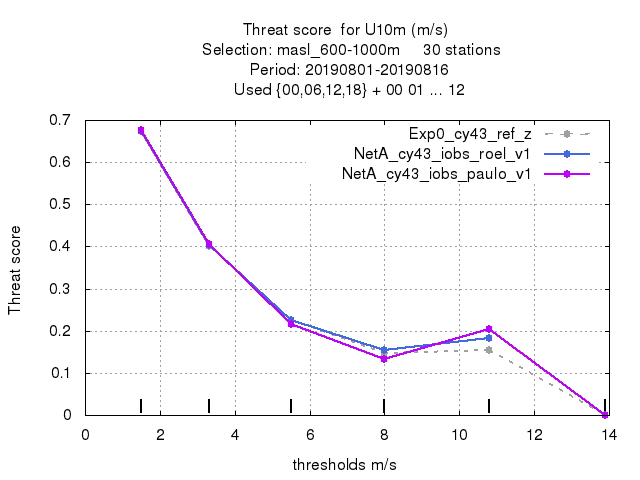 Threat score  for U10m (m/s)
Selection: masl_600-1000m     30 stations
Period: 20190801-20190816
Used {00,06,12,18} + 00 01 ... 12
Exp0_cy43_ref_z
NetA_cy43_iobs_roel_v1
NetA_cy43_iobs_paulo_v1
Threat score
0.7
0.6
0.5
0.4
0.3
0.2
0.1
0
0 2 4 6 8 10 12 14
thresholds m/s